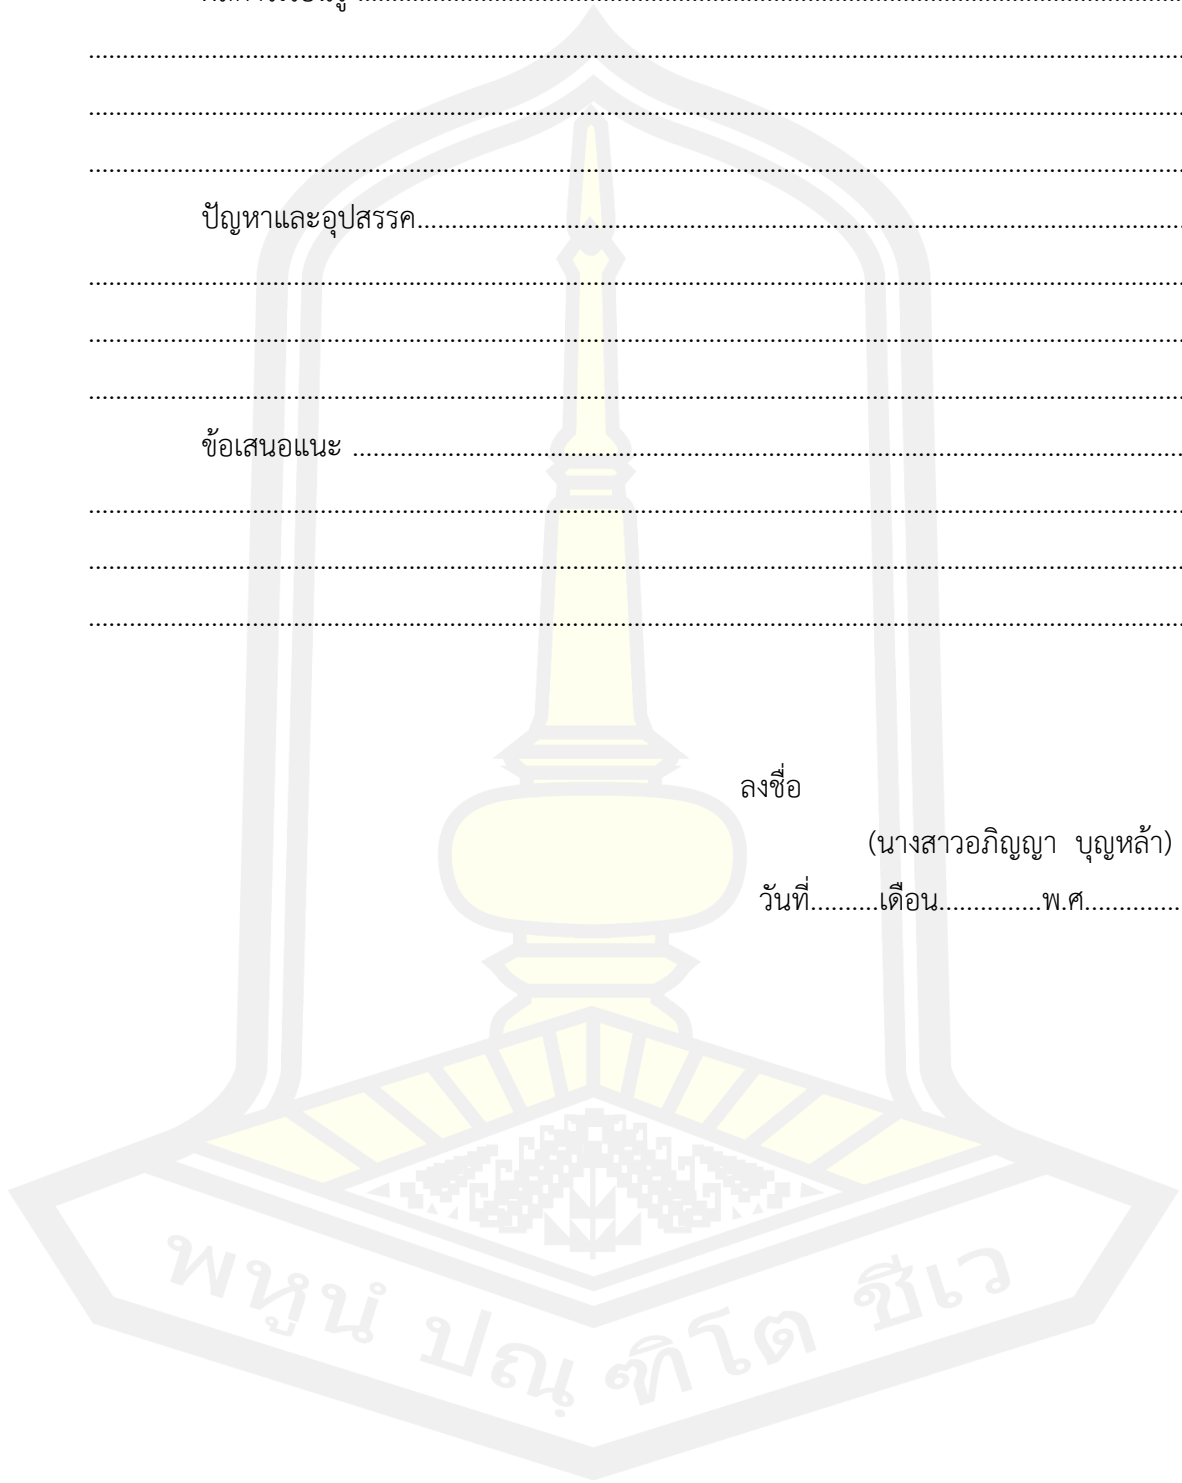 ปัญหาและอุปสรรค................................................................................................................
................................................................................................................................................................
................................................................................................................................................................
................................................................................................................................................................
ข้อเสนอแนะ ..........................................................................................................................
................................................................................................................................................................
................................................................................................................................................................
................................................................................................................................................................
ลงชื่อ
(นางสาวอภิญญา บุญหล้า)
วันที่..........เดือน...............พ.ศ..............
พหูนํ ปณฺฑิโต ชีเว